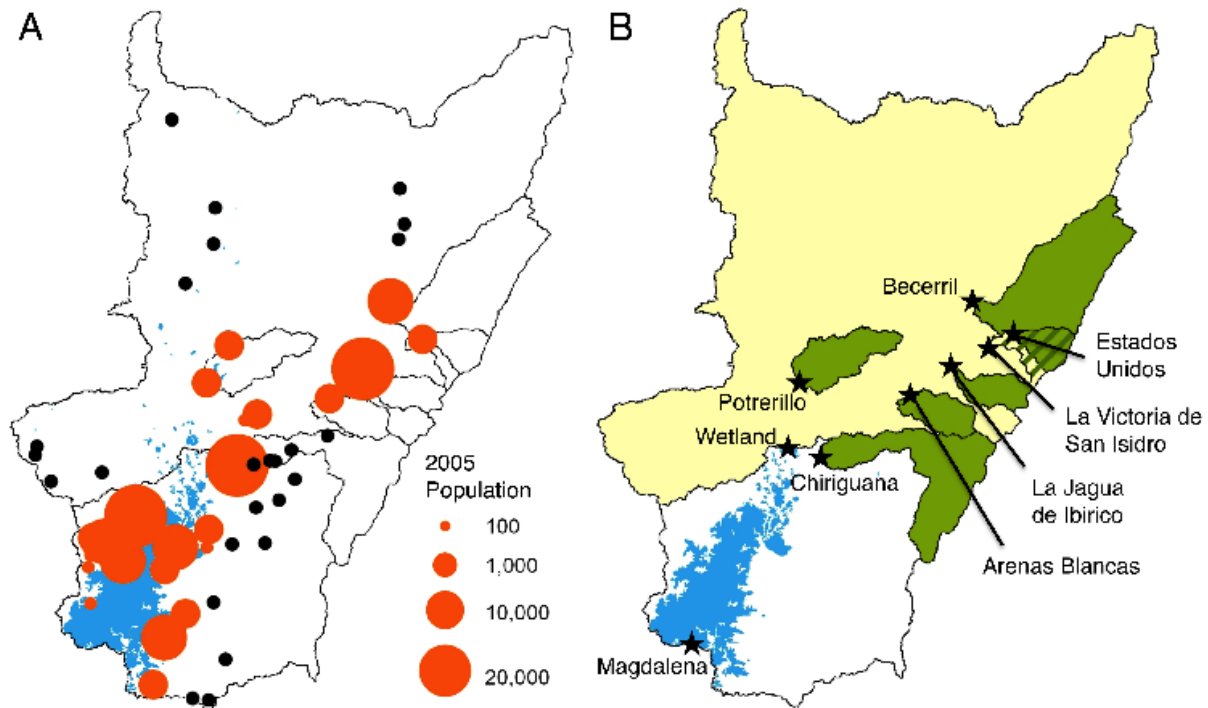 A
2005
Population
100
1,000
10,000
20,000
B
Becerril
Estados
Unidos
Potrerillo
La Victoria de
San Isidro
Wetland
Chiriguana
La Jagua
de Ibirico
Arenas Blancas
Magdalena